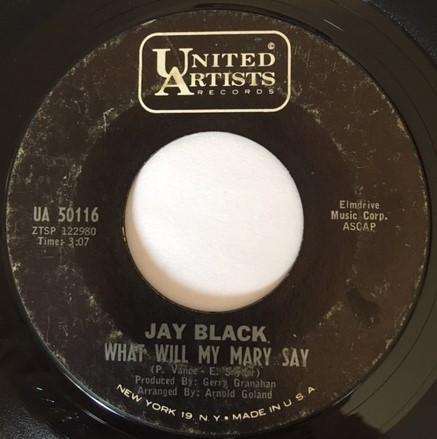 UNITED
ARTISTS
RECORDS
UA 50116
ZTSP 122980
Time: 3:07
Elmdrive
Music Corp.
ASCAP
JAY BLACK
WHAT WILL MY MARY SAY
(P. Vance - E. Snyder)
Produced By: Gerry Granahan
Arranged By: Arnold Goland
NEW YORK 19, N.Y. • MADE IN U.S.A